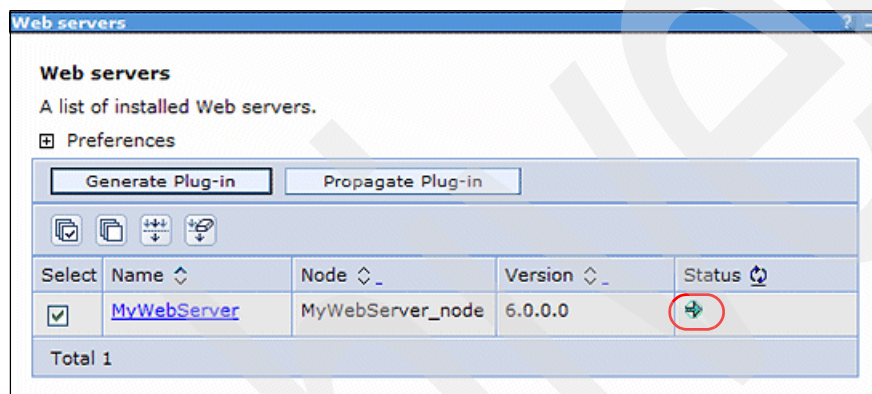 Web servers ?
Web servers
A list of installed Web servers.
Preferences
Generate Plug-in Propagate Plug-in
Select Name Node Version Status
MyWebServer MyWebServer_node 6.0.0.0
Total 1